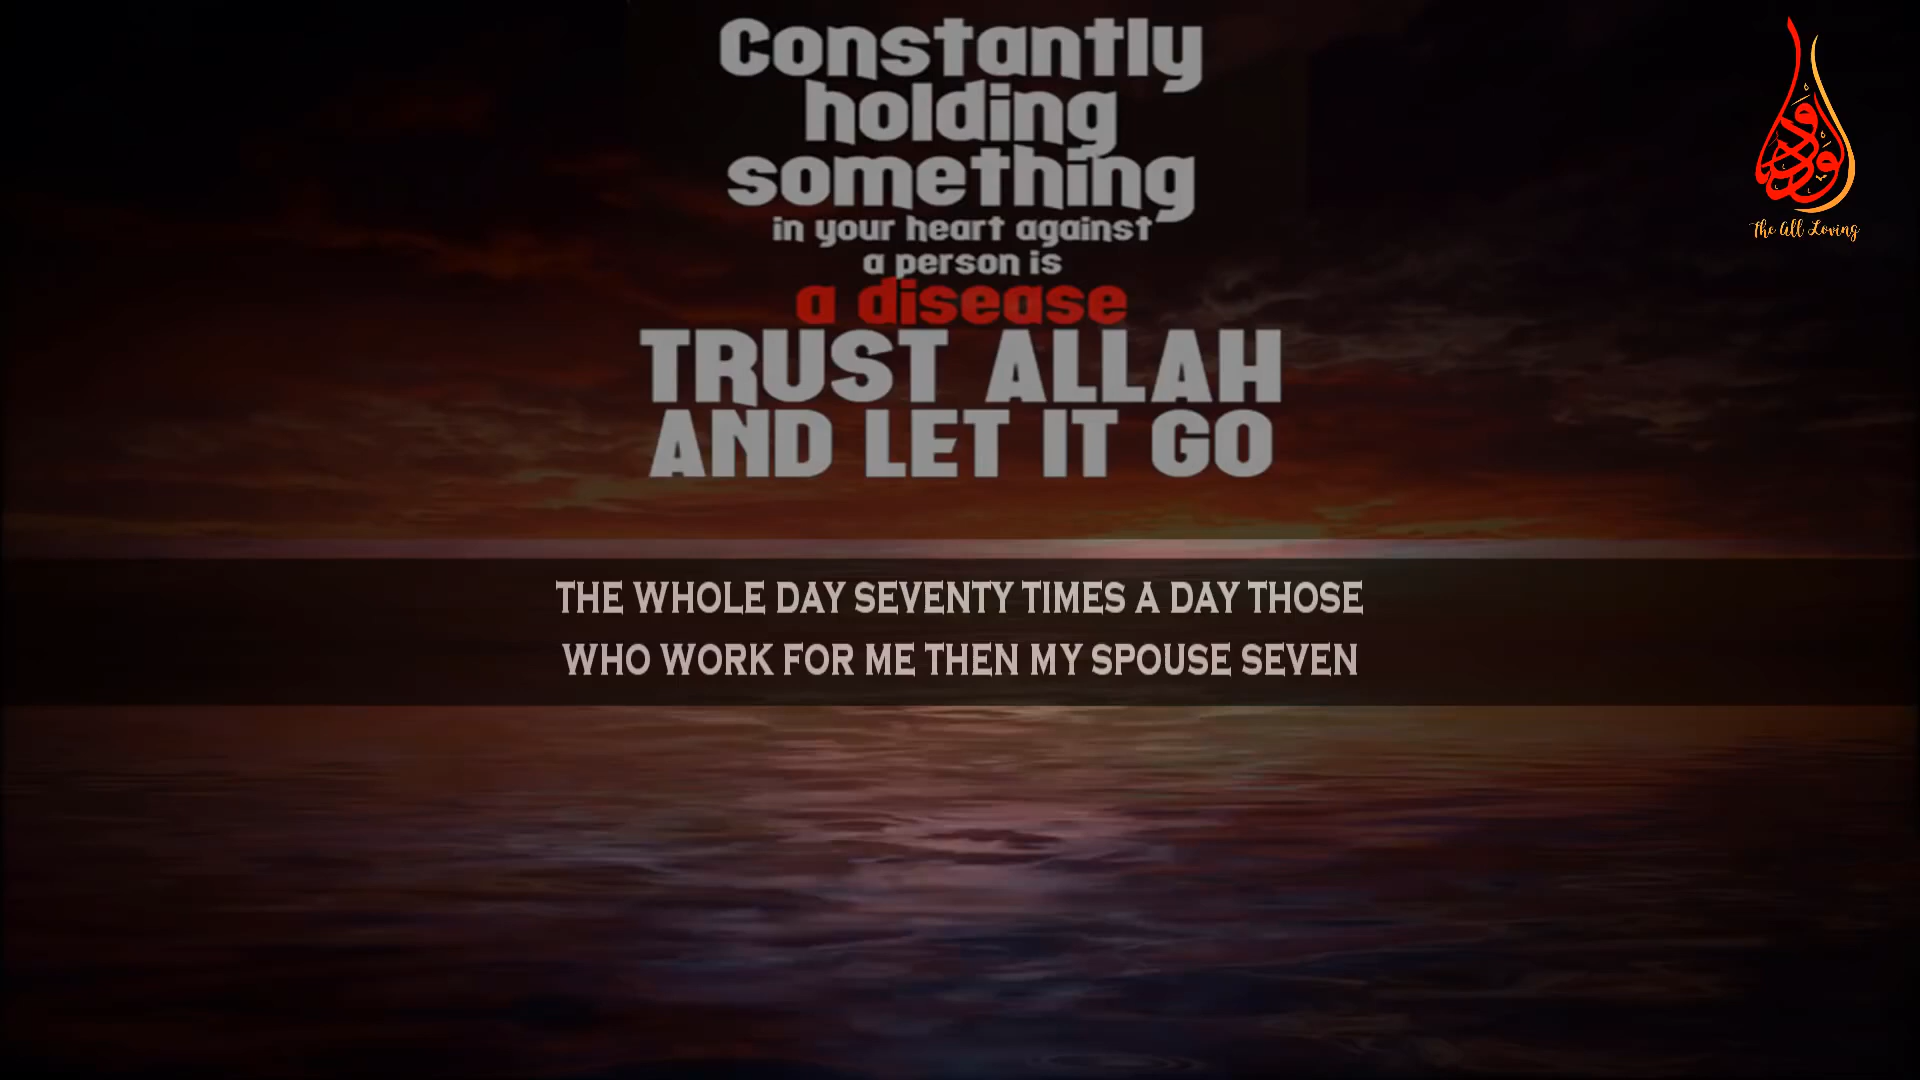 Constantly
holding
something
in your heart against
a person is
a disease
TRUST ALLAH
AND LET IT GO
The All Loving
THE WHOLE DAY SEVENTY TIMES A DAY THOSE
WHO WORK FOR ME THEN MY SPOUSE SEVEN